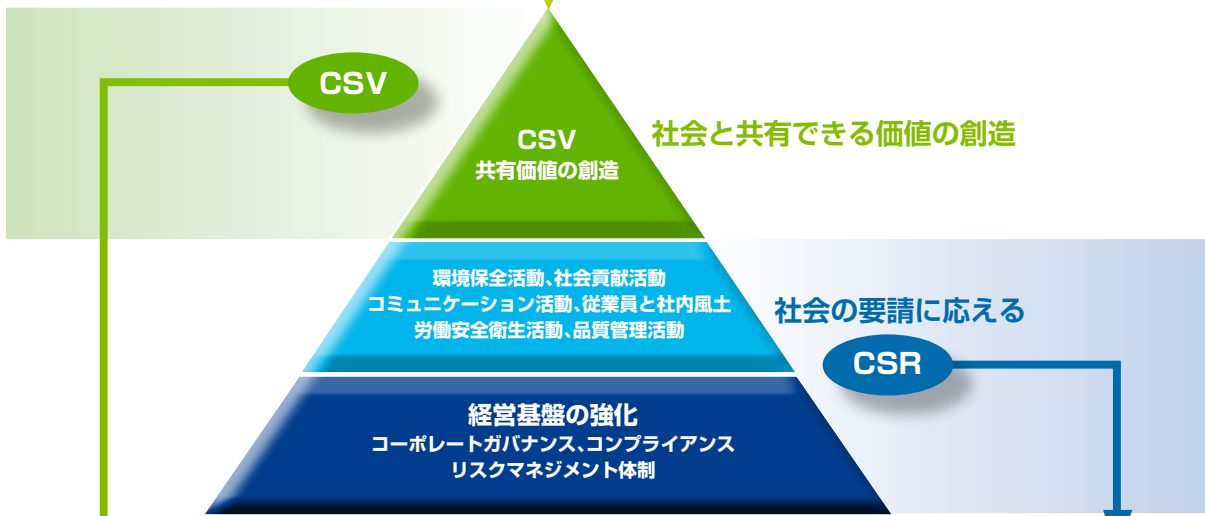 CSV
CSV
共有価値の創造
社会と共有できる価値の創造
環境保全活動、社会貢献活動
コミュニケーション活動、従業員と社内風土
労働安全衛生活動、品質管理活動
社会の要請に応える
CSR
経営基盤の強化
コーポレートガバナンス、コンプライアンス
リスクマネジメント体制